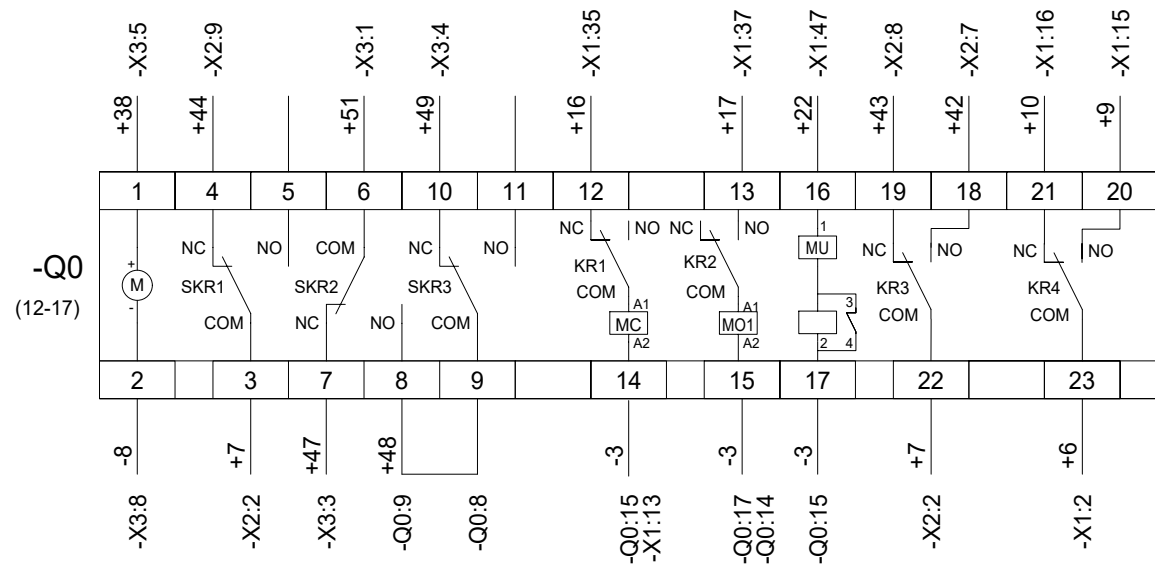 -X3:5 -X2:9 -X3:1 -X3:4 -X1:35 -X1:37 -X1:47 -X2:8 -X2:7 -X1:16 -X1:15
+38 +44 +51 +49 +16 +17 +22 +43 +42 +10 +9
1 4 5 6 10 11 12 13 16 19 18 21 20
NC NO NC NO 1
NC NO COM NC NO MU NC NO NC NO
-Q0 + M - SKR1 SKR2 SKR3 KR1 KR2 KR3 KR4
(12-17) COM COM 3 COM COM
COM NC NO COM A1 A1
MC MO1
A2 A2 2 4
2 3 7 8 9 14 15 17 22 23
-8 +7 +47 +48 -3 -3 -3 +7 +6
-X3:8 -X2:2 -X3:3 -Q0:9 -Q0:8 -Q0:15 -Q0:17 -Q0:15 -X2:2 -X1:2
-X1:13 -Q0:14